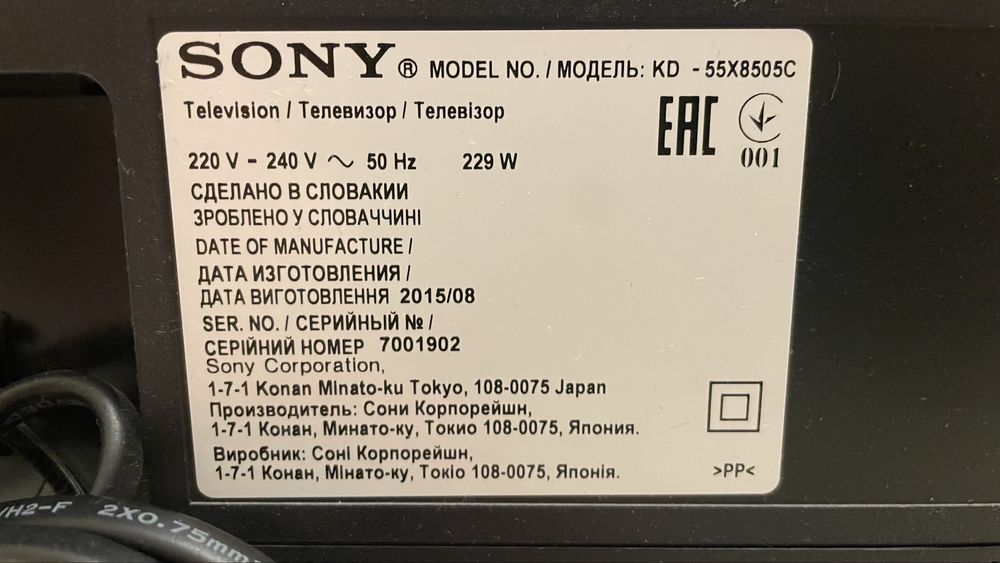 SONY® MODEL NO. / МОДЕЛЬ: KD - 55X8505C
Television / Телевизор / Телевізор
EAC
001
220 V - 240 V ~ 50 Hz 229 W
СДЕЛАНО В СЛОВАКИИ
ЗРОБЛЕНО У СЛОВАЧЧИНІ
DATE OF MANUFACTURE /
ДАТА ИЗГОТОВЛЕНИЯ /
ДАТА ВИГОТОВЛЕННЯ 2015/08
SER. NO. / СЕРИЙНЫЙ № /
СЕРІЙНИЙ НОМЕР 7001902
Sony Corporation,
1-7-1 Konan Minato-ku Tokyo, 108-0075 Japan
Производитель: Сони Корпорейшн,
1-7-1 Конан, Минато-ку, Токио 108-0075, Япония.
Виробник: Соні Корпорейшн,
1-7-1 Конан, Мінато-ку, Токіо 108-0075, Японія.
>PP<
/H2-F 2X0.75mm